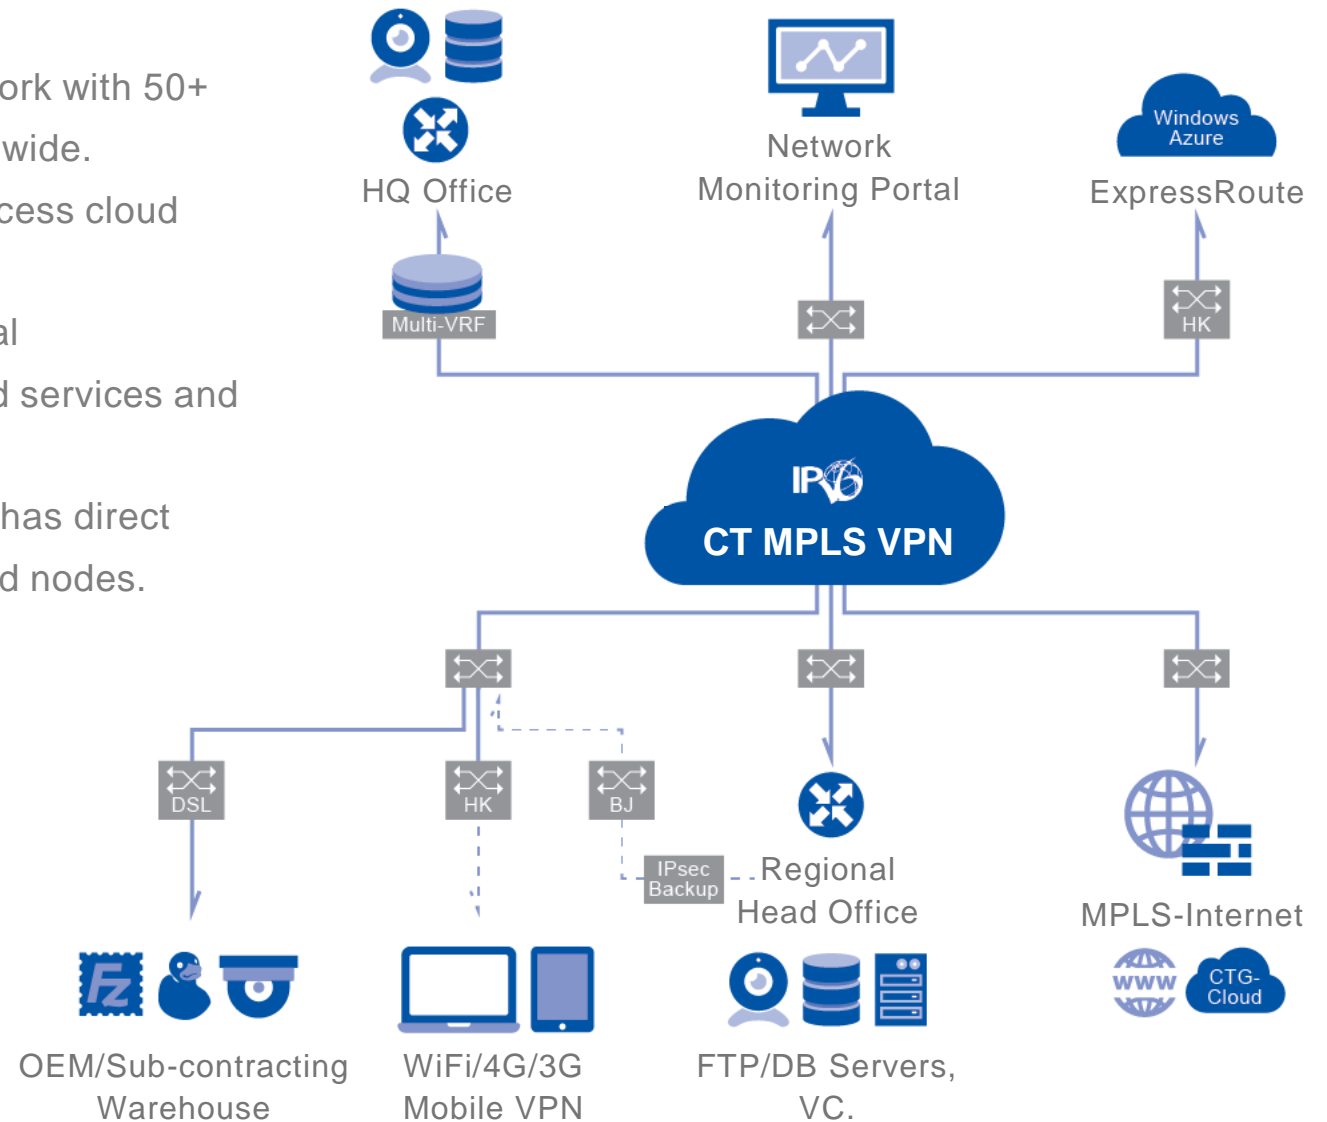 ork with 50+
wide.
ccess cloud
al
d services and
has direct
d nodes.
HQ Office
Network
Monitoring Portal
Windows
Azure
ExpressRoute
Multi-VRF
HK
IPv6
CT MPLS VPN
DSL
HK
BJ
IPsec
Backup
Regional
Head Office
MPLS-Internet
FZ
www
CTG-
Cloud
OEM/Sub-contracting
Warehouse
WiFi/4G/3G
Mobile VPN
FTP/DB Servers,
VC.